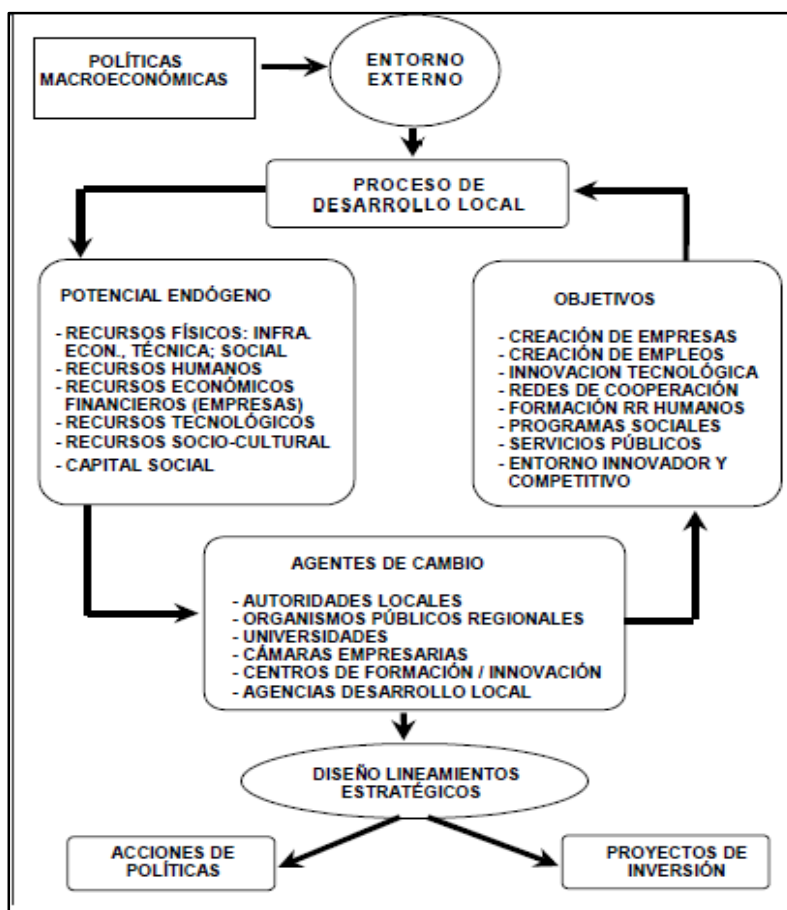 POLÍTICAS
MACROECONÓMICAS
ENTORNO
EXTERNO
PROCESO DE
DESARROLLO LOCAL
POTENCIAL ENDÓGENO
- RECURSOS FÍSICOS: INFRA.
ECON., TÉCNICA; SOCIAL
- RECURSOS HUMANOS
- RECURSOS ECONÓMICOS
FINANCIEROS (EMPRESAS)
- RECURSOS TECNOLÓGICOS
- RECURSOS SOCIO-CULTURAL
- CAPITAL SOCIAL
OBJETIVOS
- CREACIÓN DE EMPRESAS
- CREACIÓN DE EMPLEOS
- INNOVACION TECNOLÓGICA
- REDES DE COOPERACIÓN
- FORMACIÓN RR HUMANOS
- PROGRAMAS SOCIALES
- SERVICIOS PÚBLICOS
- ENTORNO INNOVADOR Y
COMPETITIVO
AGENTES DE CAMBIO
- AUTORIDADES LOCALES
- ORGANISMOS PÚBLICOS REGIONALES
- UNIVERSIDADES
- CÁMARAS EMPRESARIAS
- CENTROS DE FORMACIÓN / INNOVACIÓN
- AGENCIAS DESARROLLO LOCAL
DISEÑO LINEAMIENTOS
ESTRATÉGICOS
ACCIONES DE
POLÍTICAS
PROYECTOS DE
INVERSIÓN